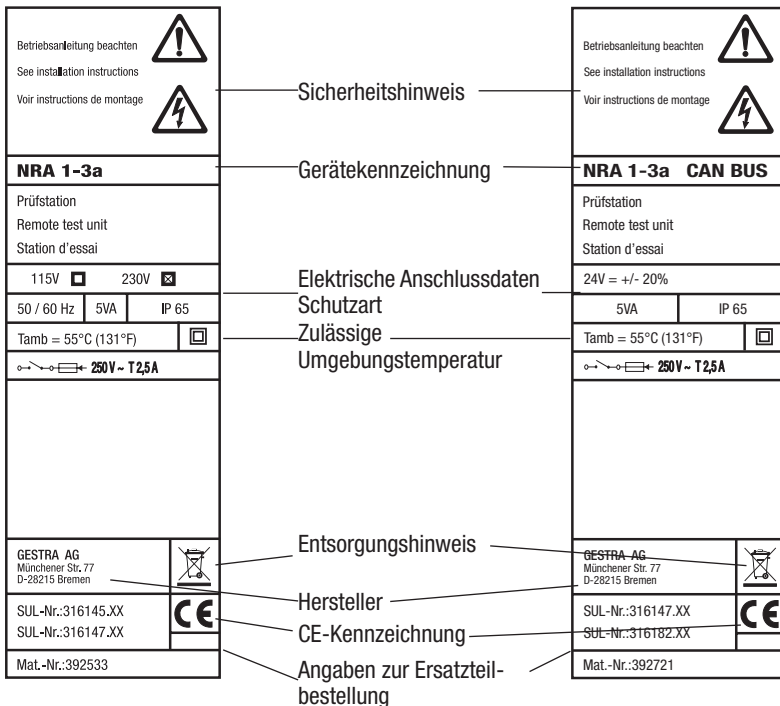 Betriebsanleitung beachten
See installation instructions
Voir instructions de montage
NRA 1-3a
Prüfstation
Remote test unit
Station d'essai
115V 230V
50 / 60 Hz 5VA IP 65
Tamb = 55°C (131°F)
250 V ~ T 2,5 A
GESTRA AG
Münchener Str. 77
D-28215 Bremen
SUL-Nr.:316145.XX
SUL-Nr.:316147.XX
CE
Mat.-Nr.:392533
Sicherheitshinweis
Gerätekennzeichnung
Elektrische Anschlussdaten
Schutzart
Zulässige
Umgebungstemperatur
Entsorgungshinweis
Hersteller
CE-Kennzeichnung
Angaben zur Ersatzteil-
bestellung
Betriebsanleitung beachten
See installation instructions
Voir instructions de montage
NRA 1-3a CAN BUS
Prüfstation
Remote test unit
Station d'essai
24V = +/- 20%
5VA IP 65
Tamb = 55°C (131°F)
250 V ~ T 2,5 A
GESTRA AG
Münchener Str. 77
D-28215 Bremen
SUL-Nr.:316147.XX
SUL-Nr.:316182.XX
CE
Mat.-Nr.:392721